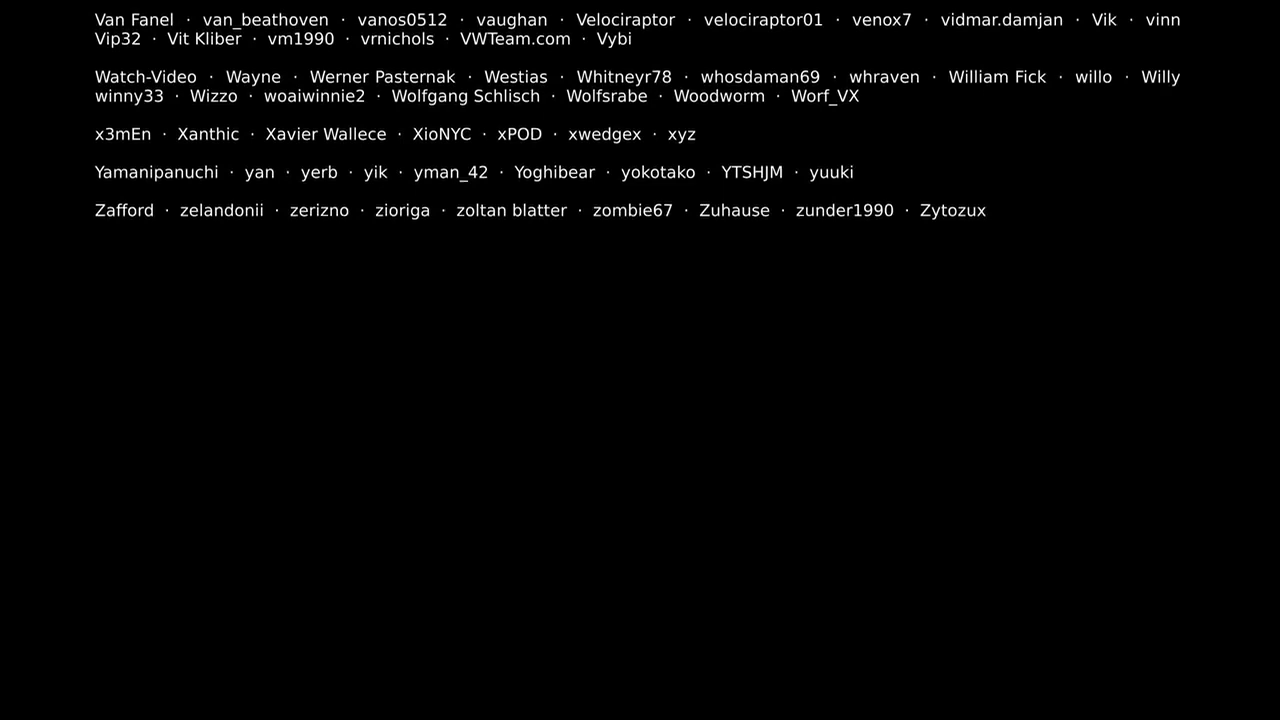 Van Fanel · van_beathoven · vanos0512 · vaughan · Velociraptor · velociraptor01 · venox7 · vidmar.damjan · Vik · vinn
Vip32 · Vit Kliber · vm1990 · vrnichols · VWTeam.com · Vybi
Watch-Video · Wayne · Werner Pasternak · Westias · Whitneyr78 · whosdaman69 · whraven · William Fick · willo · Willy
winny33 · Wizzo · woaiwinnie2 · Wolfgang Schlisch · Wolfsrabe · Woodworm · Worf_VX
x3mEn · Xanthic · Xavier Wallece · XioNYC · xPOD · xwedgex · xyz
Yamanipanuchi · yan · yerb · yik · yman_42 · Yoghibear · yokotako · YTSHJM · yuuki
Zafford · zelandonii · zerizno · zioriga · zoltan blatter · zombie67 · Zuhause · zunder1990 · Zytozux